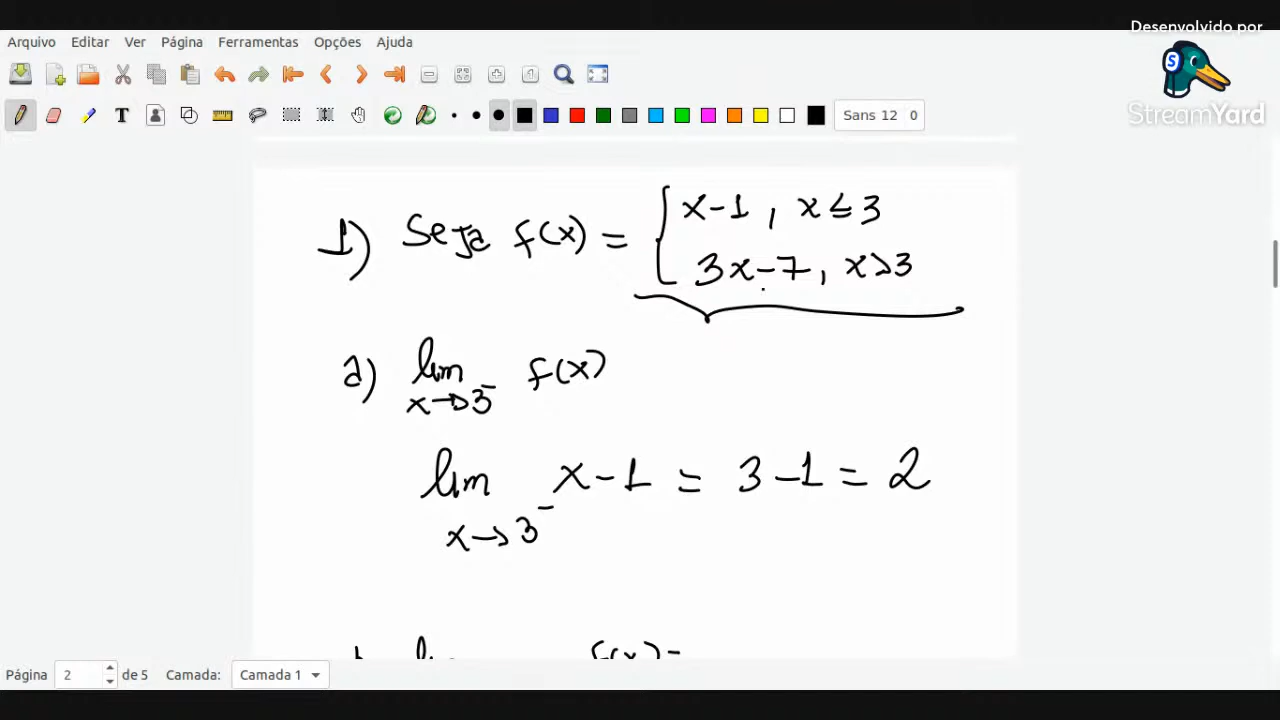 Desenvolvido por
Arquivo Editar Ver Página Ferramentas Opções Ajuda
S
StreamYard
Sans 12 0
1) Seja f(x) = { x-1 , x ≤ 3
3x-7, x>3
a) lim f(x)
x→3⁻
lim x-1 = 3-1 = 2
x→3⁻
f(x)=
Página 2 de 5 Camada: Camada 1